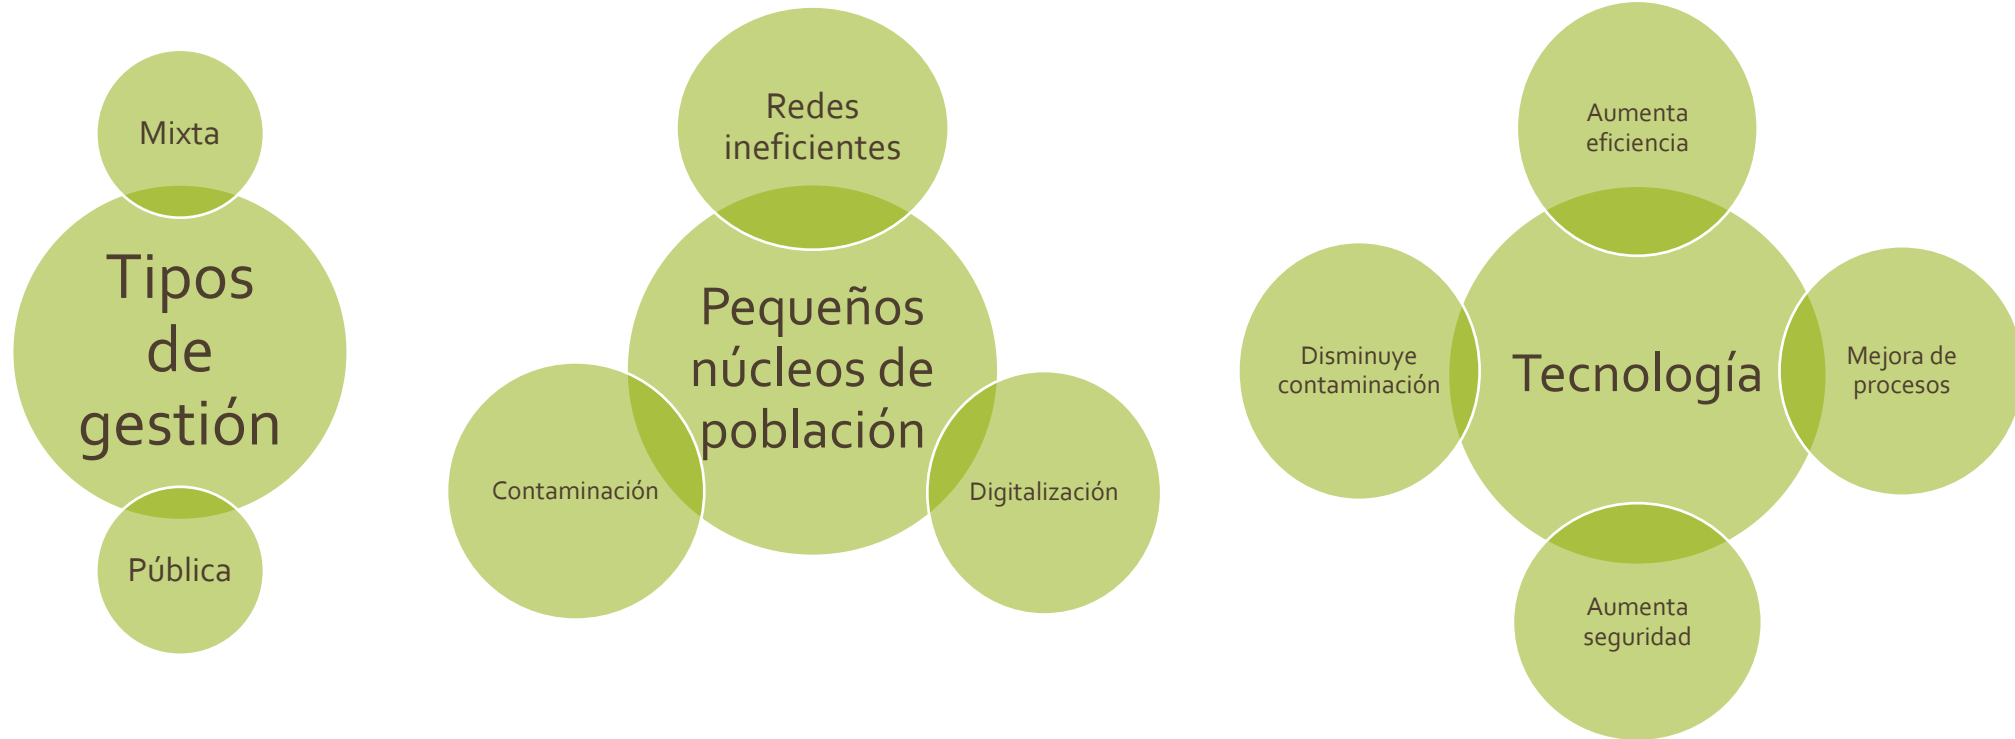 Mixta
Tipos
de
gestión
Pública
Redes
ineficientes
Pequeños
núcleos de
población
Contaminación
Digitalización
Aumenta
eficiencia
Disminuye
contaminación
Tecnología
Mejora de
procesos
Aumenta
seguridad